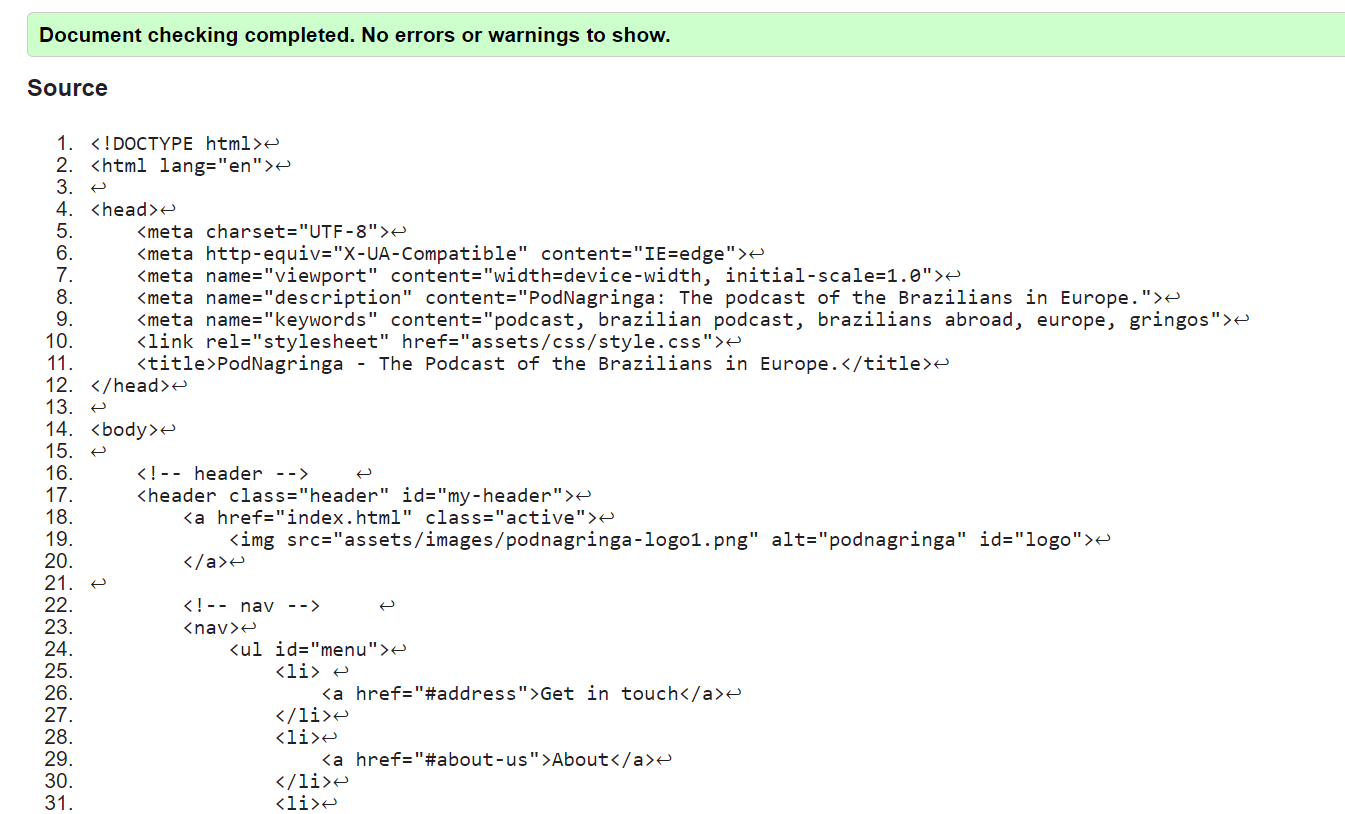 Document checking completed. No errors or warnings to show.
Source
1. <!DOCTYPE html>↩
2. <html lang="en">↩
3. ↩
4. <head>↩
5.     <meta charset="UTF-8">↩
6.     <meta http-equiv="X-UA-Compatible" content="IE=edge">↩
7.     <meta name="viewport" content="width=device-width, initial-scale=1.0">↩
8.     <meta name="description" content="PodNagringa: The podcast of the Brazilians in Europe.">↩
9.     <meta name="keywords" content="podcast, brazilian podcast, brazilians abroad, europe, gringos">↩
10.     <link rel="stylesheet" href="assets/css/style.css">↩
11.     <title>PodNagringa - The Podcast of the Brazilians in Europe.</title>↩
12. </head>↩
13. ↩
14. <body>↩
15. ↩
16.     <!-- header -->    ↩
17.     <header class="header" id="my-header">↩
18.         <a href="index.html" class="active">↩
19.             <img src="assets/images/podnagringa-logo1.png" alt="podnagringa" id="logo">↩
20.         </a>↩
21. ↩
22.         <!-- nav -->     ↩
23.         <nav>↩
24.             <ul id="menu">↩
25.                 <li> ↩
26.                     <a href="#address">Get in touch</a>↩
27.                 </li>↩
28.                 <li>↩
29.                     <a href="#about-us">About</a>↩
30.                 </li>↩
31.                 <li>↩